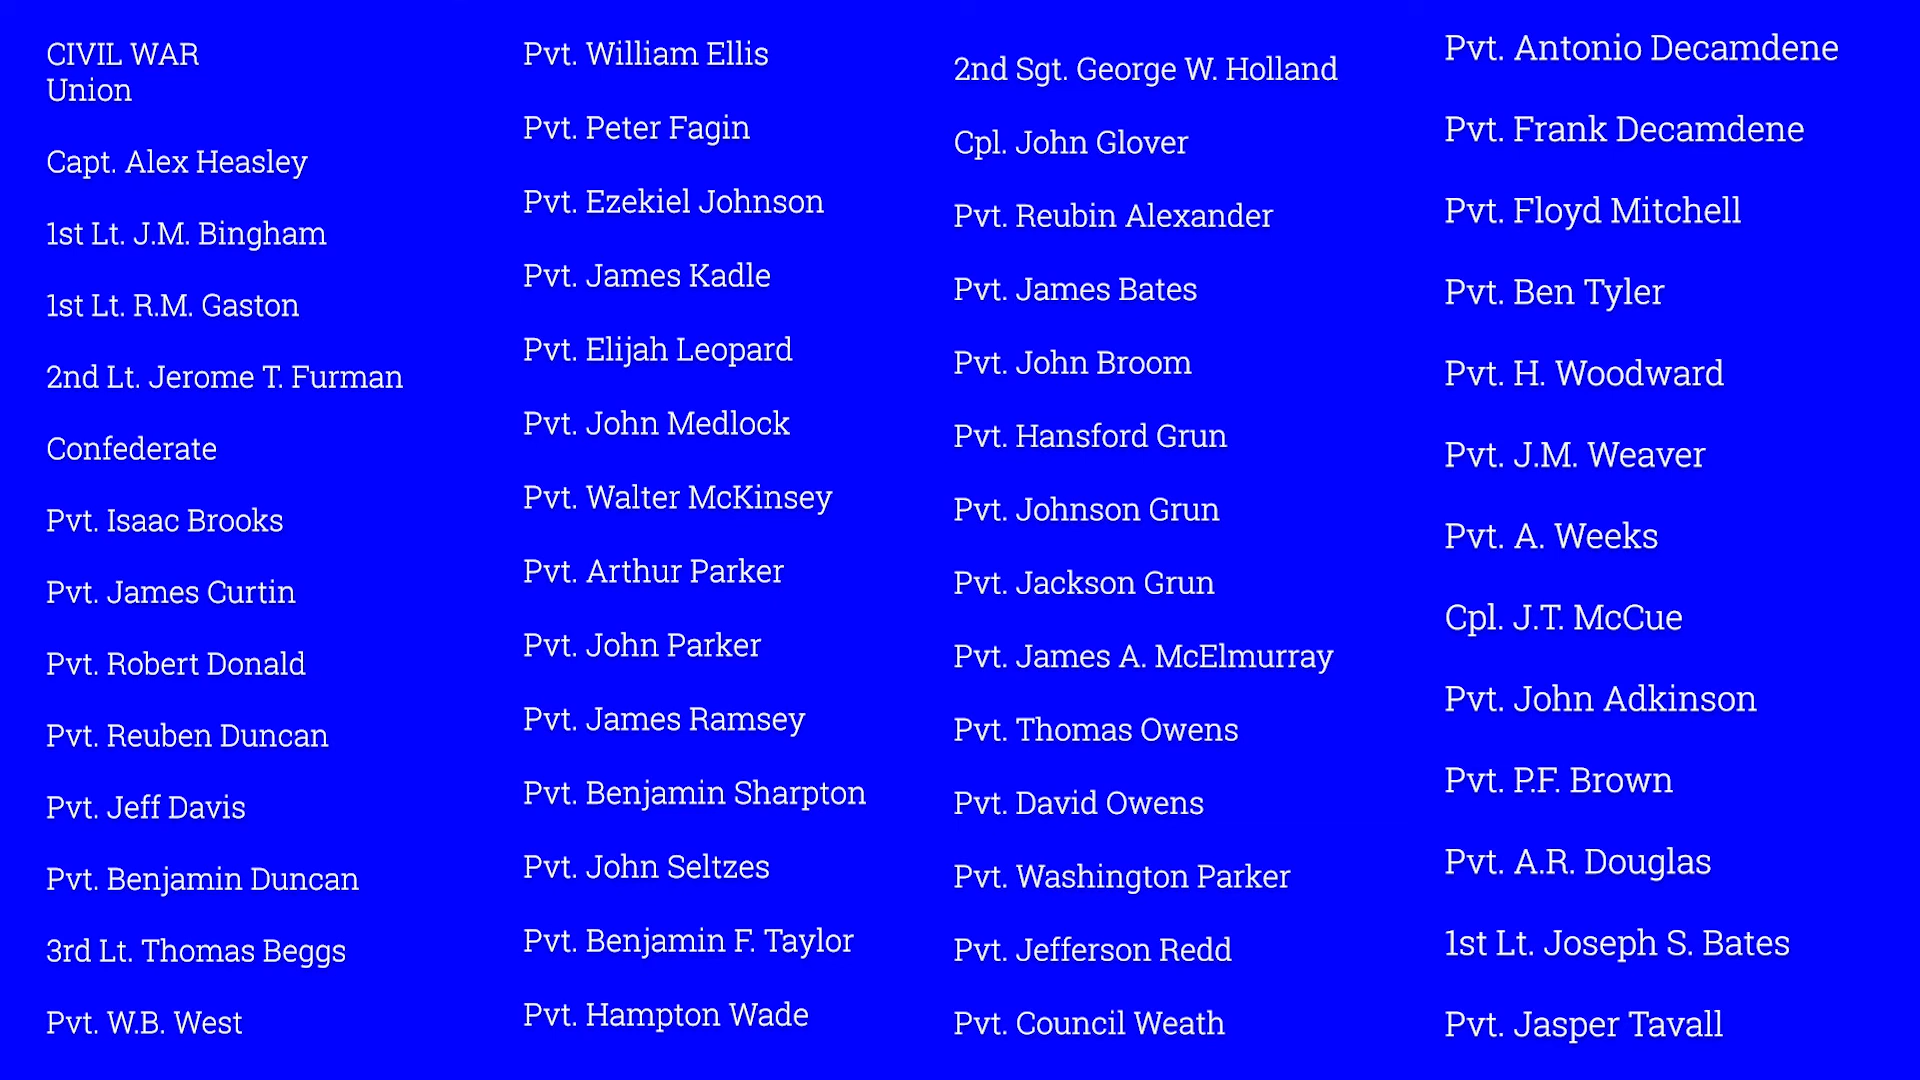 CIVIL WAR
Union
Capt. Alex Heasley
1st Lt. J.M. Bingham
1st Lt. R.M. Gaston
2nd Lt. Jerome T. Furman
Confederate
Pvt. Isaac Brooks
Pvt. James Curtin
Pvt. Robert Donald
Pvt. Reuben Duncan
Pvt. Jeff Davis
Pvt. Benjamin Duncan
3rd Lt. Thomas Beggs
Pvt. W.B. West
Pvt. William Ellis
Pvt. Peter Fagin
Pvt. Ezekiel Johnson
Pvt. James Kadle
Pvt. Elijah Leopard
Pvt. John Medlock
Pvt. Walter McKinsey
Pvt. Arthur Parker
Pvt. John Parker
Pvt. James Ramsey
Pvt. Benjamin Sharpton
Pvt. John Seltzes
Pvt. Benjamin F. Taylor
Pvt. Hampton Wade
2nd Sgt. George W. Holland
Cpl. John Glover
Pvt. Reubin Alexander
Pvt. James Bates
Pvt. John Broom
Pvt. Hansford Grun
Pvt. Johnson Grun
Pvt. Jackson Grun
Pvt. James A. McElmurray
Pvt. Thomas Owens
Pvt. David Owens
Pvt. Washington Parker
Pvt. Jefferson Redd
Pvt. Council Weath
Pvt. Antonio Decamdene
Pvt. Frank Decamdene
Pvt. Floyd Mitchell
Pvt. Ben Tyler
Pvt. H. Woodward
Pvt. J.M. Weaver
Pvt. A. Weeks
Cpl. J.T. McCue
Pvt. John Adkinson
Pvt. P.F. Brown
Pvt. A.R. Douglas
1st Lt. Joseph S. Bates
Pvt. Jasper Tavall